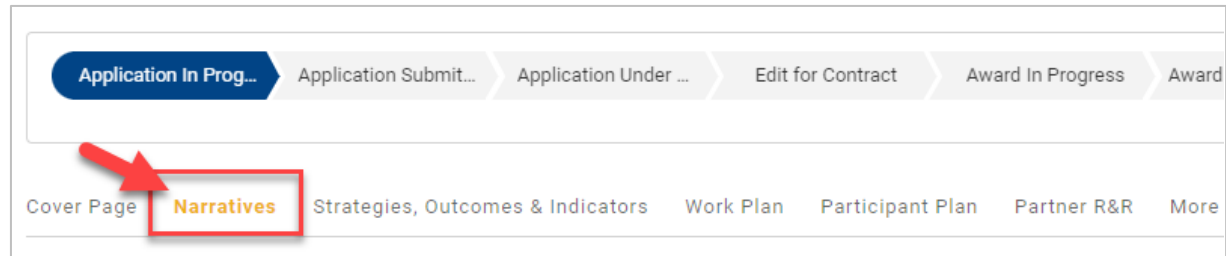 Application In Prog... Application Submit... Application Under ... Edit for Contract Award In Progress Award
Cover Page Narratives Strategies, Outcomes & Indicators Work Plan Participant Plan Partner R&R More